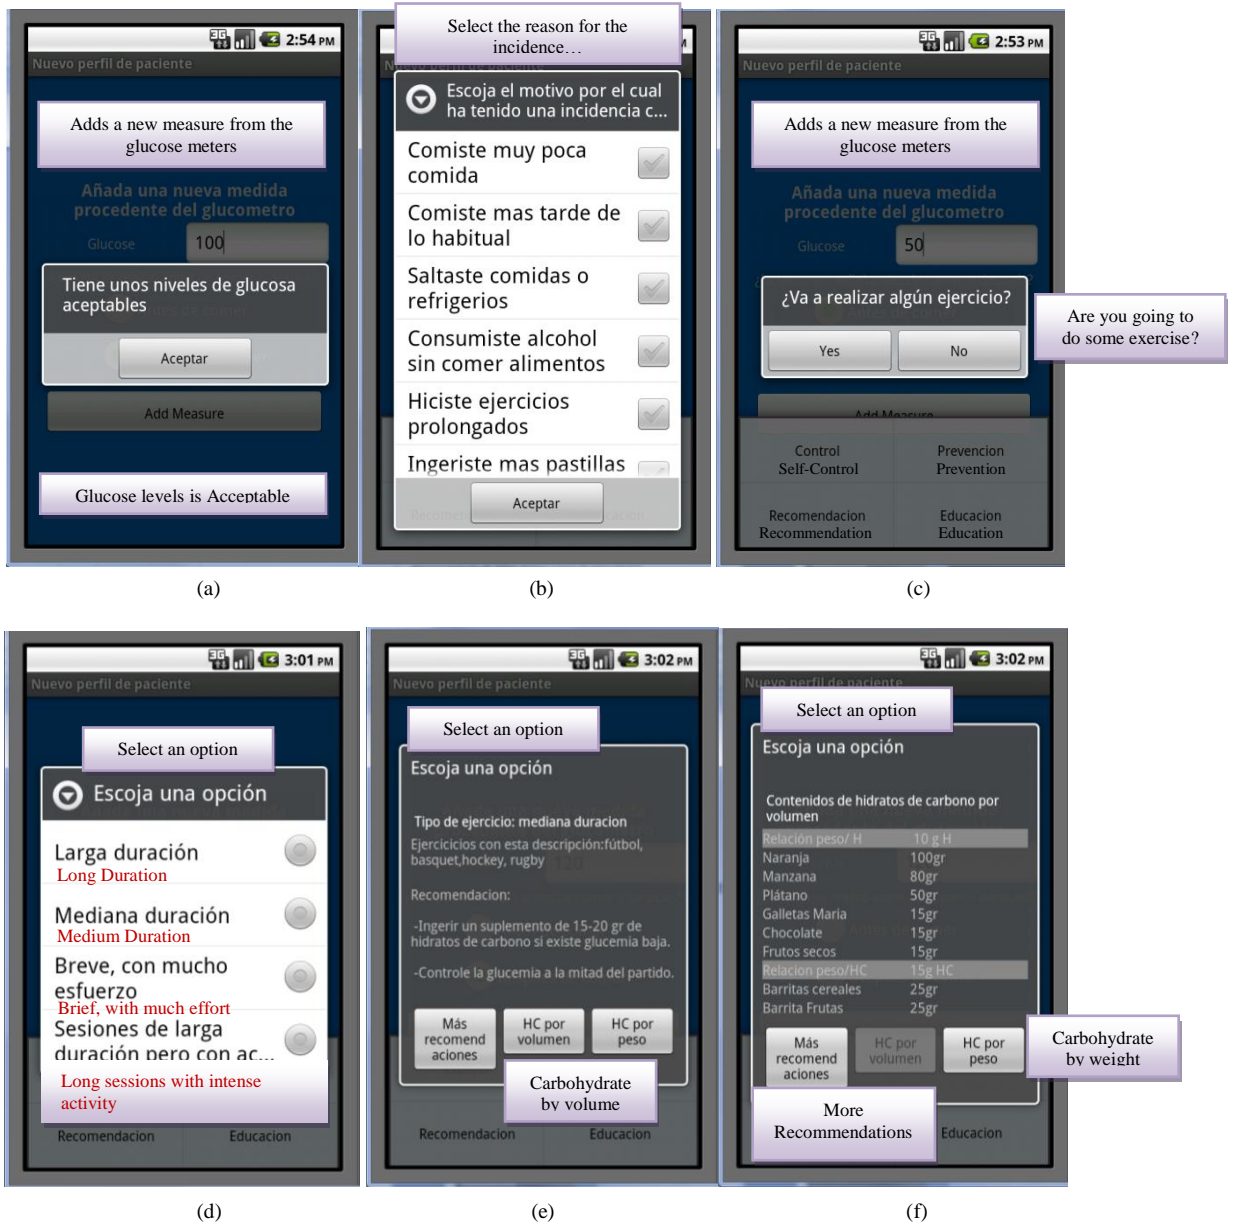 2:54 PM
Nuevo perfil de paciente
Adds a new measure from the
glucose meters
Añada una nueva medida
procedente del glucometro
Glucose
100
Tiene unos niveles de glucosa
aceptables
Aceptar
Add Measure
Glucose levels is Acceptable
(a)
Select the reason for the
incidence…
Escoja el motivo por el cual
ha tenido una incidencia c...
Comiste muy poca
comida
Comiste mas tarde de
lo habitual
Saltaste comidas o
refrigerios
Consumiste alcohol
sin comer alimentos
Hiciste ejercicios
prolongados
Ingeriste mas pastillas
Aceptar
(b)
2:53 PM
Nuevo perfil de paciente
Adds a new measure from the
glucose meters
Añada una nueva medida
procedente del glucometro
Glucose
50
¿Va a realizar algún ejercicio?
Antes de comer
Yes
No
Are you going to
do some exercise?
Add Measure
Control
Self-Control
Prevencion
Prevention
Recomendacion
Recommendation
Educacion
Education
(c)
3:01 PM
Nuevo perfil de paciente
Select an option
Escoja una opción
Larga duración
Long Duration
Mediana duración
Medium Duration
Breve, con mucho
esfuerzo
Brief, with much effort
Sesiones de larga
duración pero con ac...
Long sessions with intense
activity
Recomendacion
Educacion
(d)
3:02 PM
Nuevo perfil de paciente
Select an option
Escoja una opción
Tipo de ejercicio: mediana duracion
Ejercicicios con esta descripción:fútbol,
basquet,hockey, rugby
Recomendacion:
-Ingerir un suplemento de 15-20 gr de
hidratos de carbono si existe glucemia baja.
-Controle la glucemia a la mitad del partido.
Más
recomend
aciones
HC por
volumen
HC por
peso
Carbohydrate
by volume
Recomendacion
Educacion
(e)
3:02 PM
Nuevo perfil de paciente
Select an option
Escoja una opción
Contenidos de hidratos de carbono por
volumen
Relación peso/ H 10 g H
Naranja 100gr
Manzana 80gr
Plátano 50gr
Galletas Maria 15gr
Chocolate 15gr
Frutos secos 15gr
Relacion peso/HC 15g HC
Barritas cereales 25gr
Barrita Frutas 25gr
Más
recomend
aciones
HC por
volumen
HC por
peso
Carbohydrate
by weight
More
Recommendations
Educacion
(f)